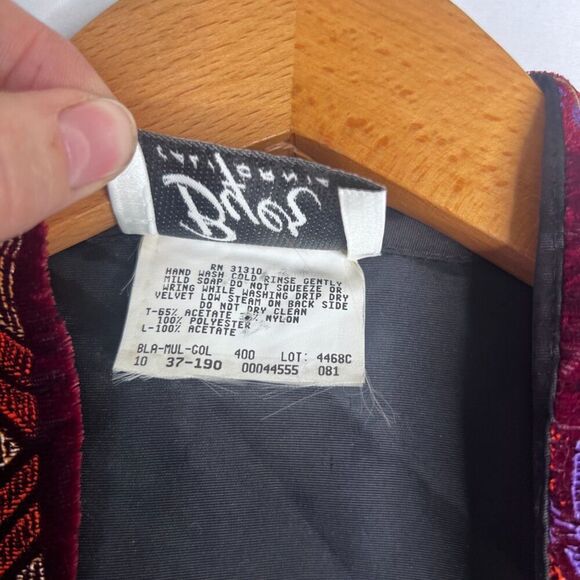 RN 31310
HAND WASH COLD RINSE GENTLY
MILD SOAP DO NOT SQUEEZE OR
WRING WHILE WASHING DRIP DRY
VELVET LOW STEAM ON BACK SIDE
DO NOT DRY CLEAN
T-65% ACETATE NYLON
100% POLYESTER
L-100% ACETATE
BLA-MUL-GOL 400 LOT: 4468C
10 37-190 00044555 081